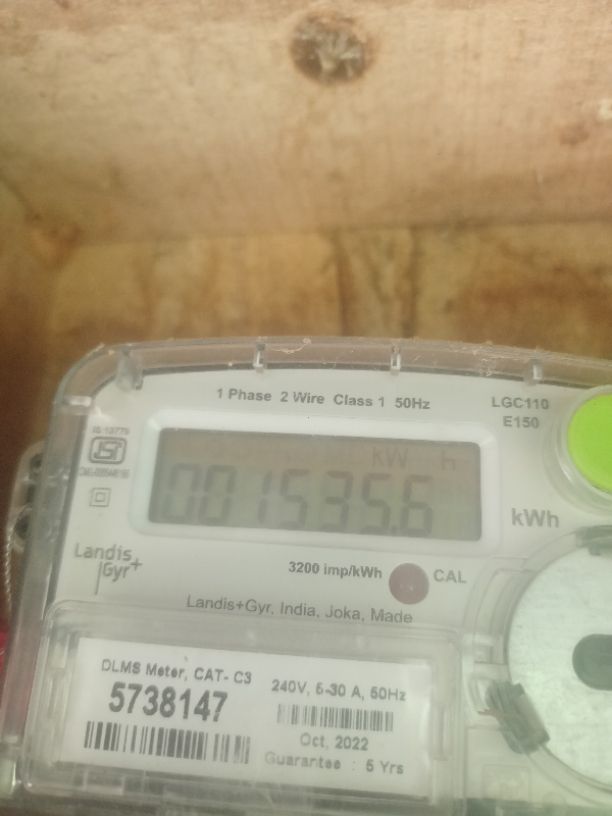 1 Phase 2 Wire Class 1 50Hz
LGC110
E150
IS 13779
kW h
001535.6
kWh
Landis
Gyr+
3200 imp/kWh
CAL
Landis+Gyr, India, Joka, Made
DLMS Meter, CAT- C3
5738147
240V, 5-30 A, 50Hz
Oct, 2022
Guarantee : 5 Yrs